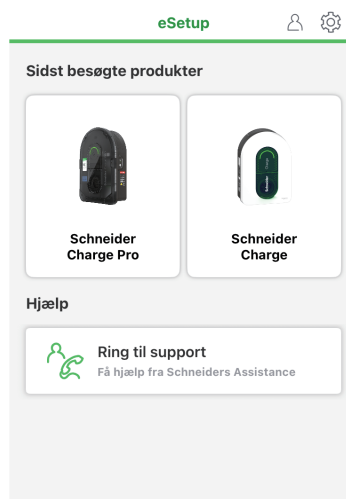 eSetup
Sidst besøgte produkter
Schneider
Charge Pro
Schneider
Charge
Hjælp
Ring til support
Få hjælp fra Schneiders Assistance